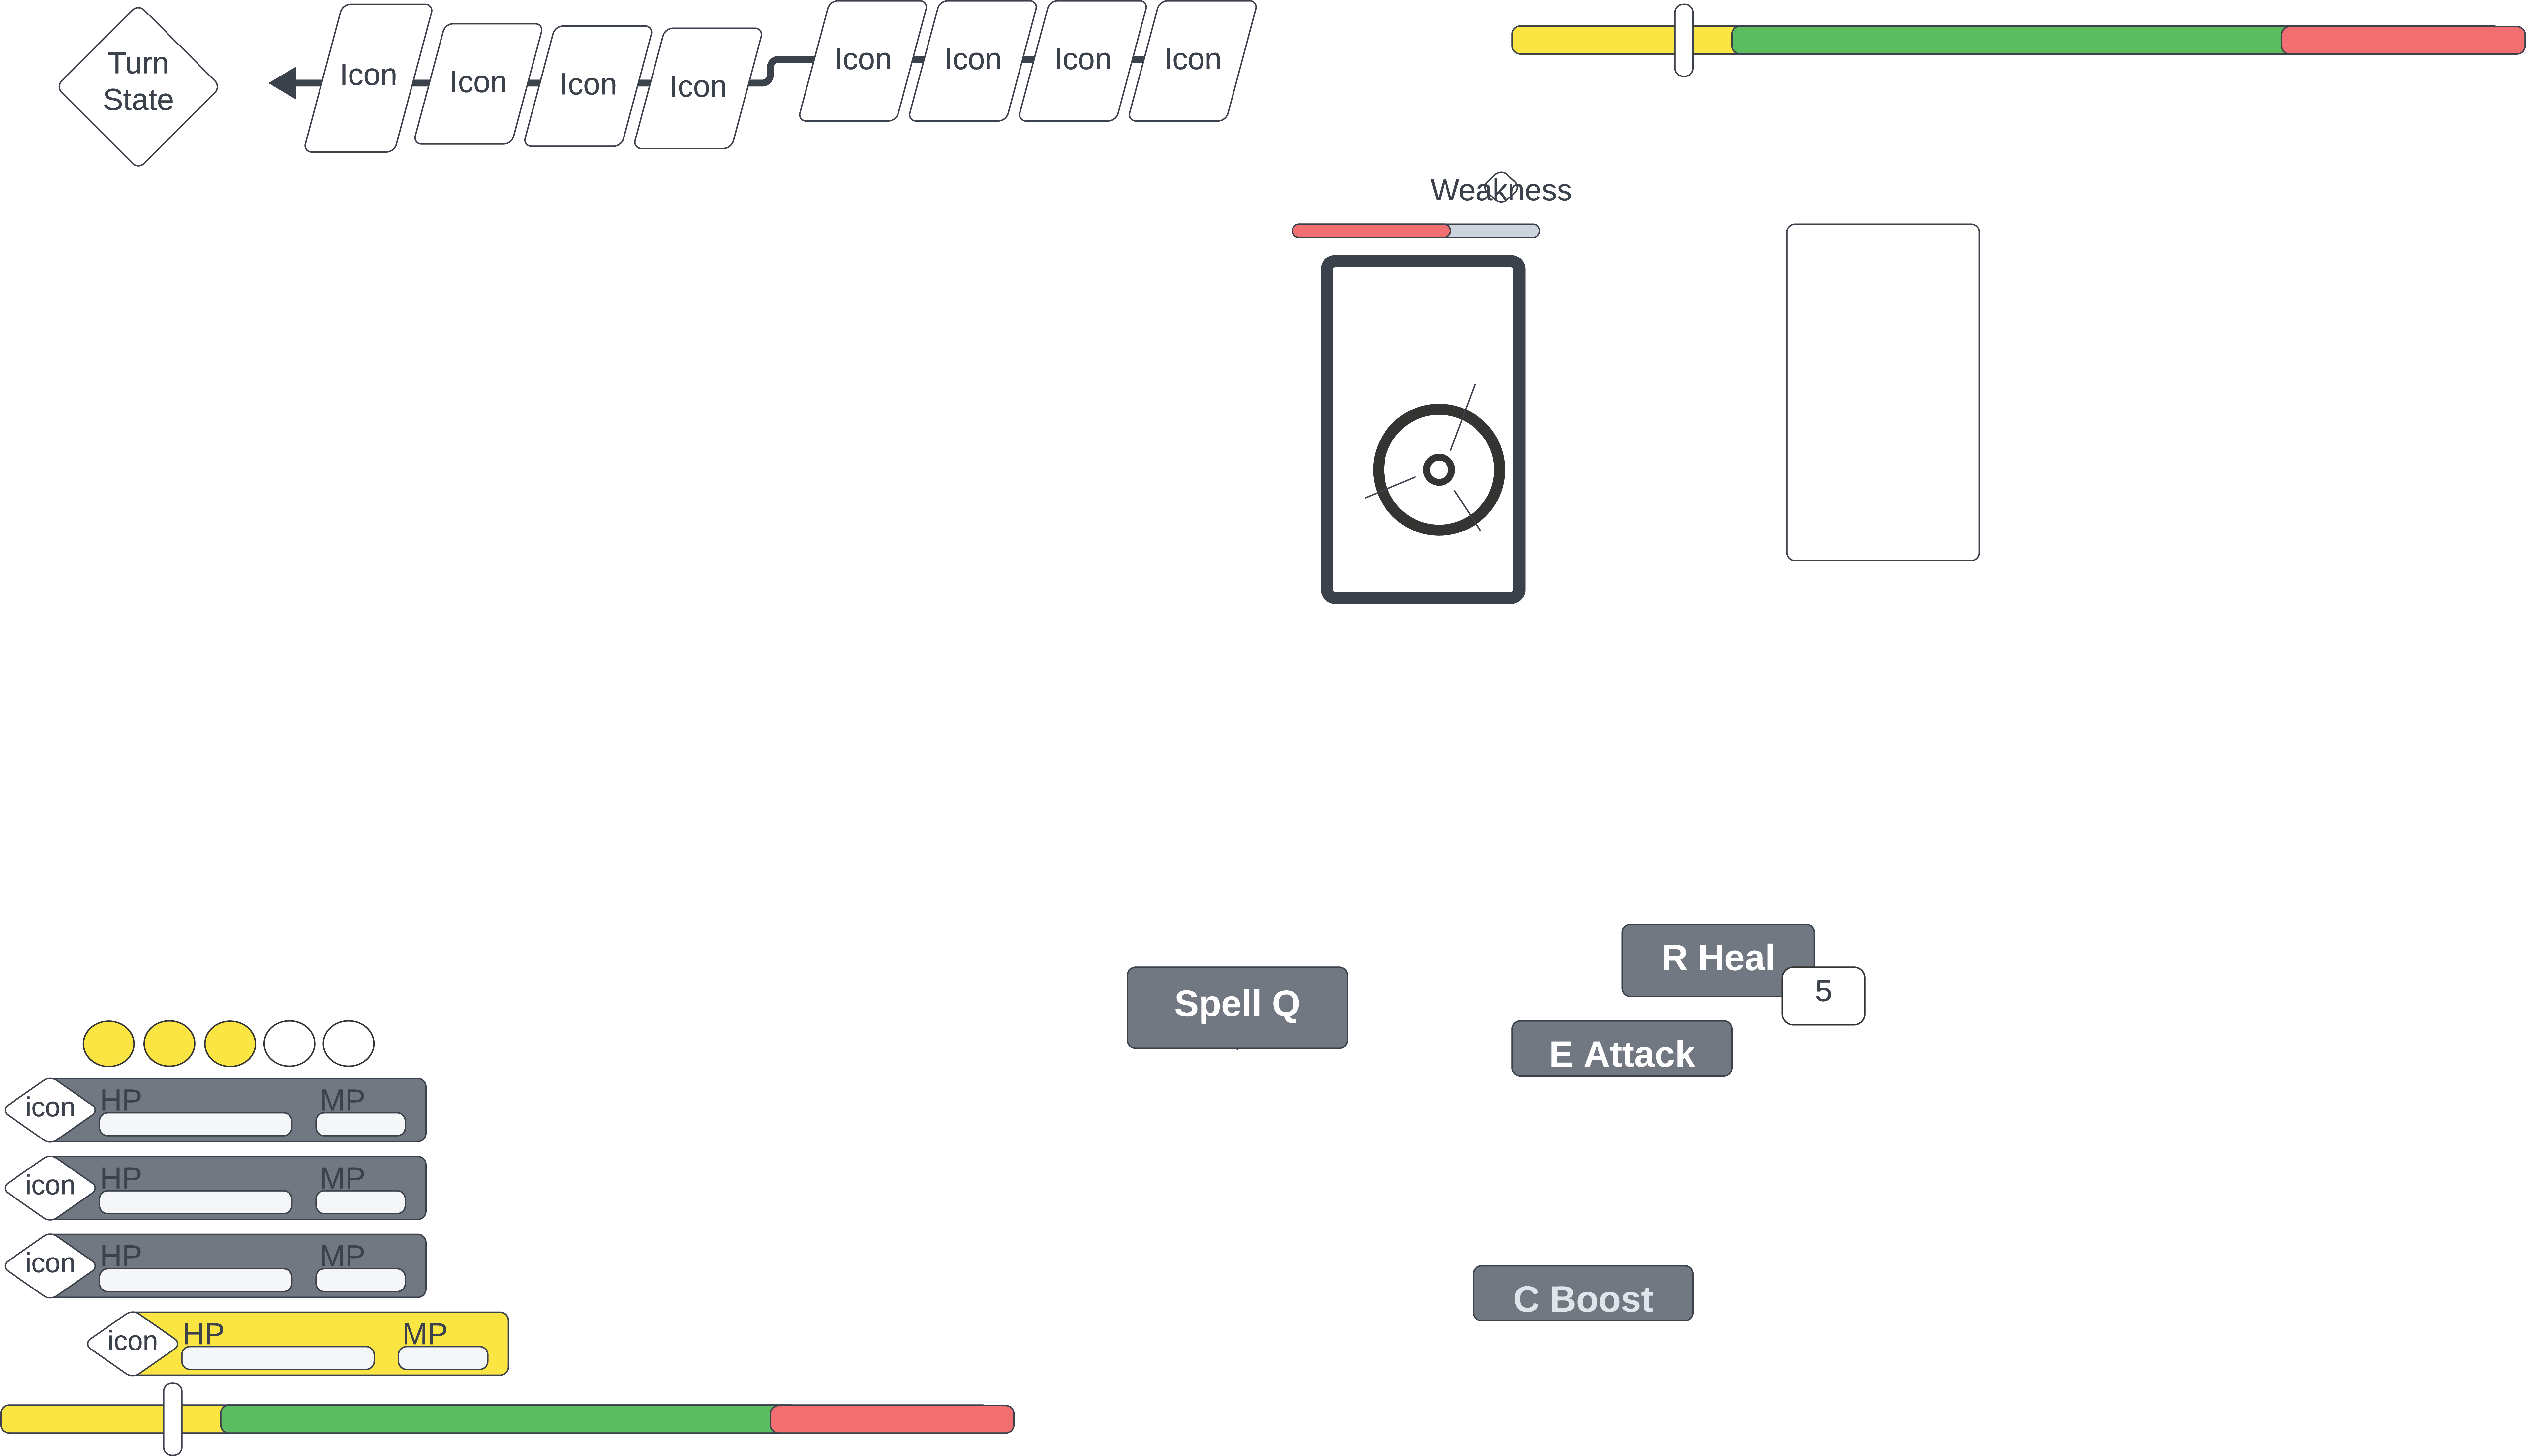 Turn
State
Icon
Icon
Icon
Icon
Icon
Icon
Icon
Icon
Weakness
R Heal
5
Spell Q
E Attack
icon
HP
MP
icon
HP
MP
icon
HP
MP
C Boost
icon
HP
MP